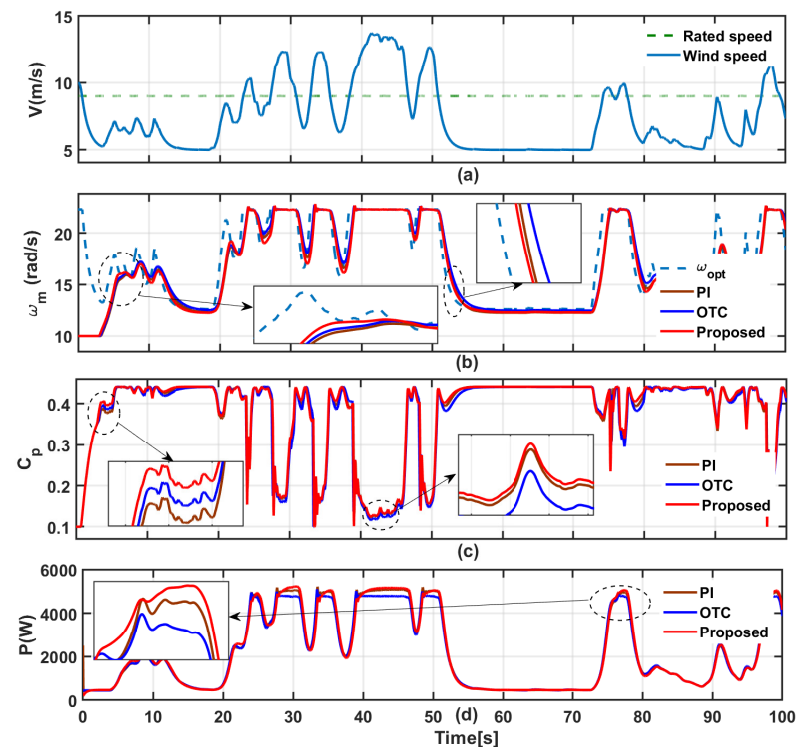 15
10
5
V(m/s)
Rated speed
Wind speed
(a)
20
15
10
ω_m (rad/s)
ω_opt
PI
OTC
Proposed
(b)
0.4
0.3
0.2
0.1
C_p
PI
OTC
Proposed
(c)
6000
4000
2000
0
P(W)
PI
OTC
Proposed
(d)
0 10 20 30 40 50 60 70 80 90 100
Time[s]